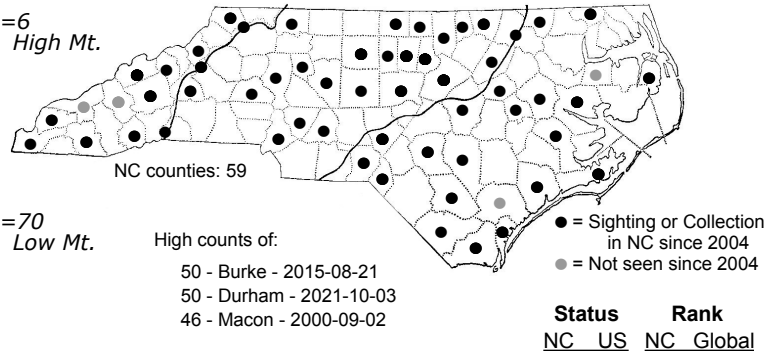 =6
High Mt.
NC counties: 59
=70
Low Mt.
High counts of:
50 - Burke - 2015-08-21
50 - Durham - 2021-10-03
46 - Macon - 2000-09-02
● = Sighting or Collection
in NC since 2004
● = Not seen since 2004
Status Rank
NC US NC Global